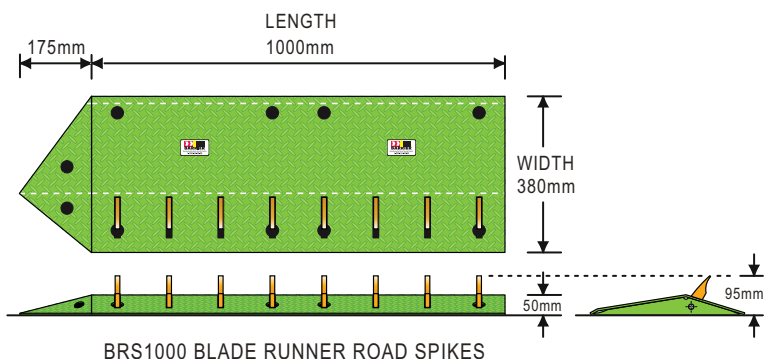 LENGTH
175mm
1000mm
WIDTH
380mm
50mm
95mm
BRS1000 BLADE RUNNER ROAD SPIKES